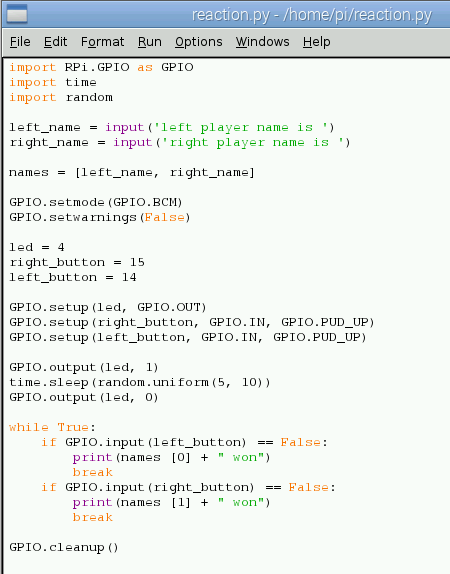 reaction.py - /home/pi/reaction.py
File Edit Format Run Options Windows Help
import RPi.GPIO as GPIO
import time
import random

left_name = input('left player name is ')
right_name = input('right player name is ')

names = [left_name, right_name]

GPIO.setmode(GPIO.BCM)
GPIO.setwarnings(False)

led = 4
right_button = 15
left_button = 14

GPIO.setup(led, GPIO.OUT)
GPIO.setup(right_button, GPIO.IN, GPIO.PUD_UP)
GPIO.setup(left_button, GPIO.IN, GPIO.PUD_UP)

GPIO.output(led, 1)
time.sleep(random.uniform(5, 10))
GPIO.output(led, 0)

while True:
    if GPIO.input(left_button) == False:
        print(names [0] + " won")
        break
    if GPIO.input(right_button) == False:
        print(names [1] + " won")
        break

GPIO.cleanup()